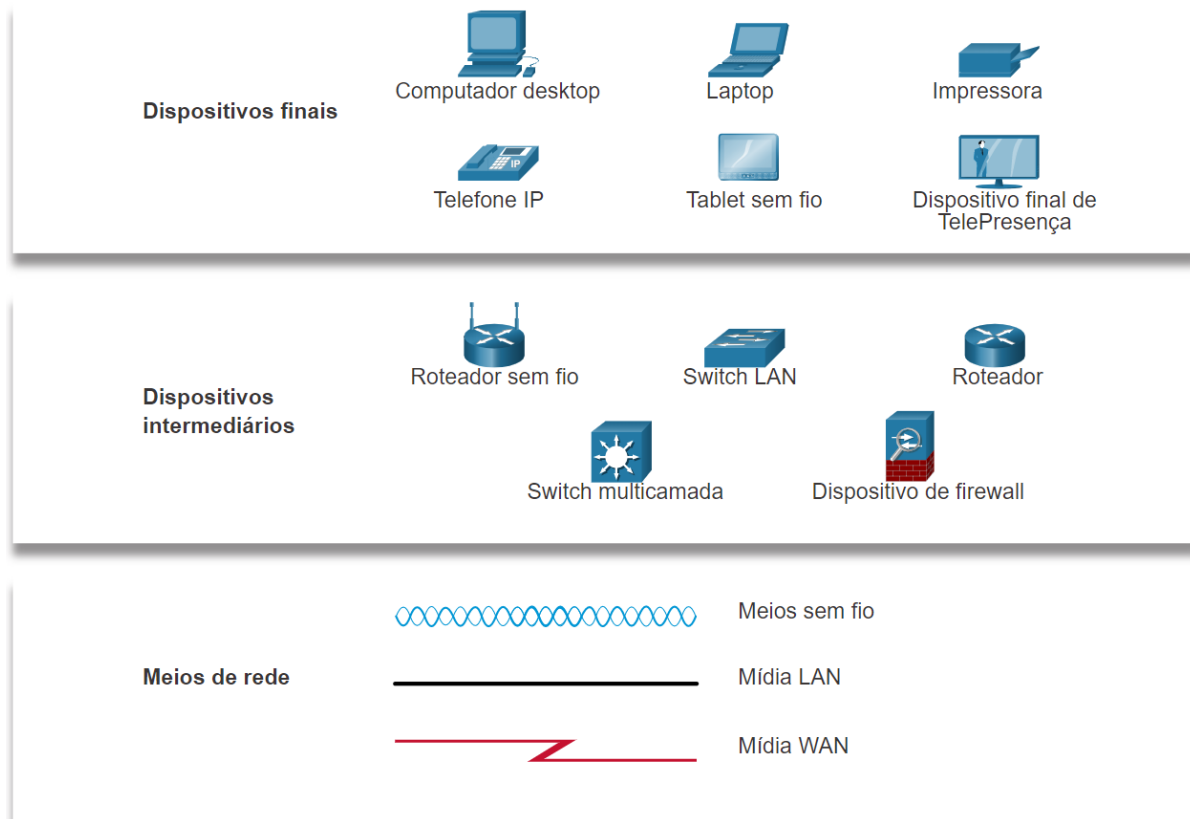 Dispositivos finais
Computador desktop
Laptop
Impressora
IP
Telefone IP
Tablet sem fio
Dispositivo final de
TelePresença
Dispositivos
intermediários
Roteador sem fio
Switch LAN
Roteador
Switch multicamada
Dispositivo de firewall
Meios de rede
Meios sem fio
Mídia LAN
Mídia WAN